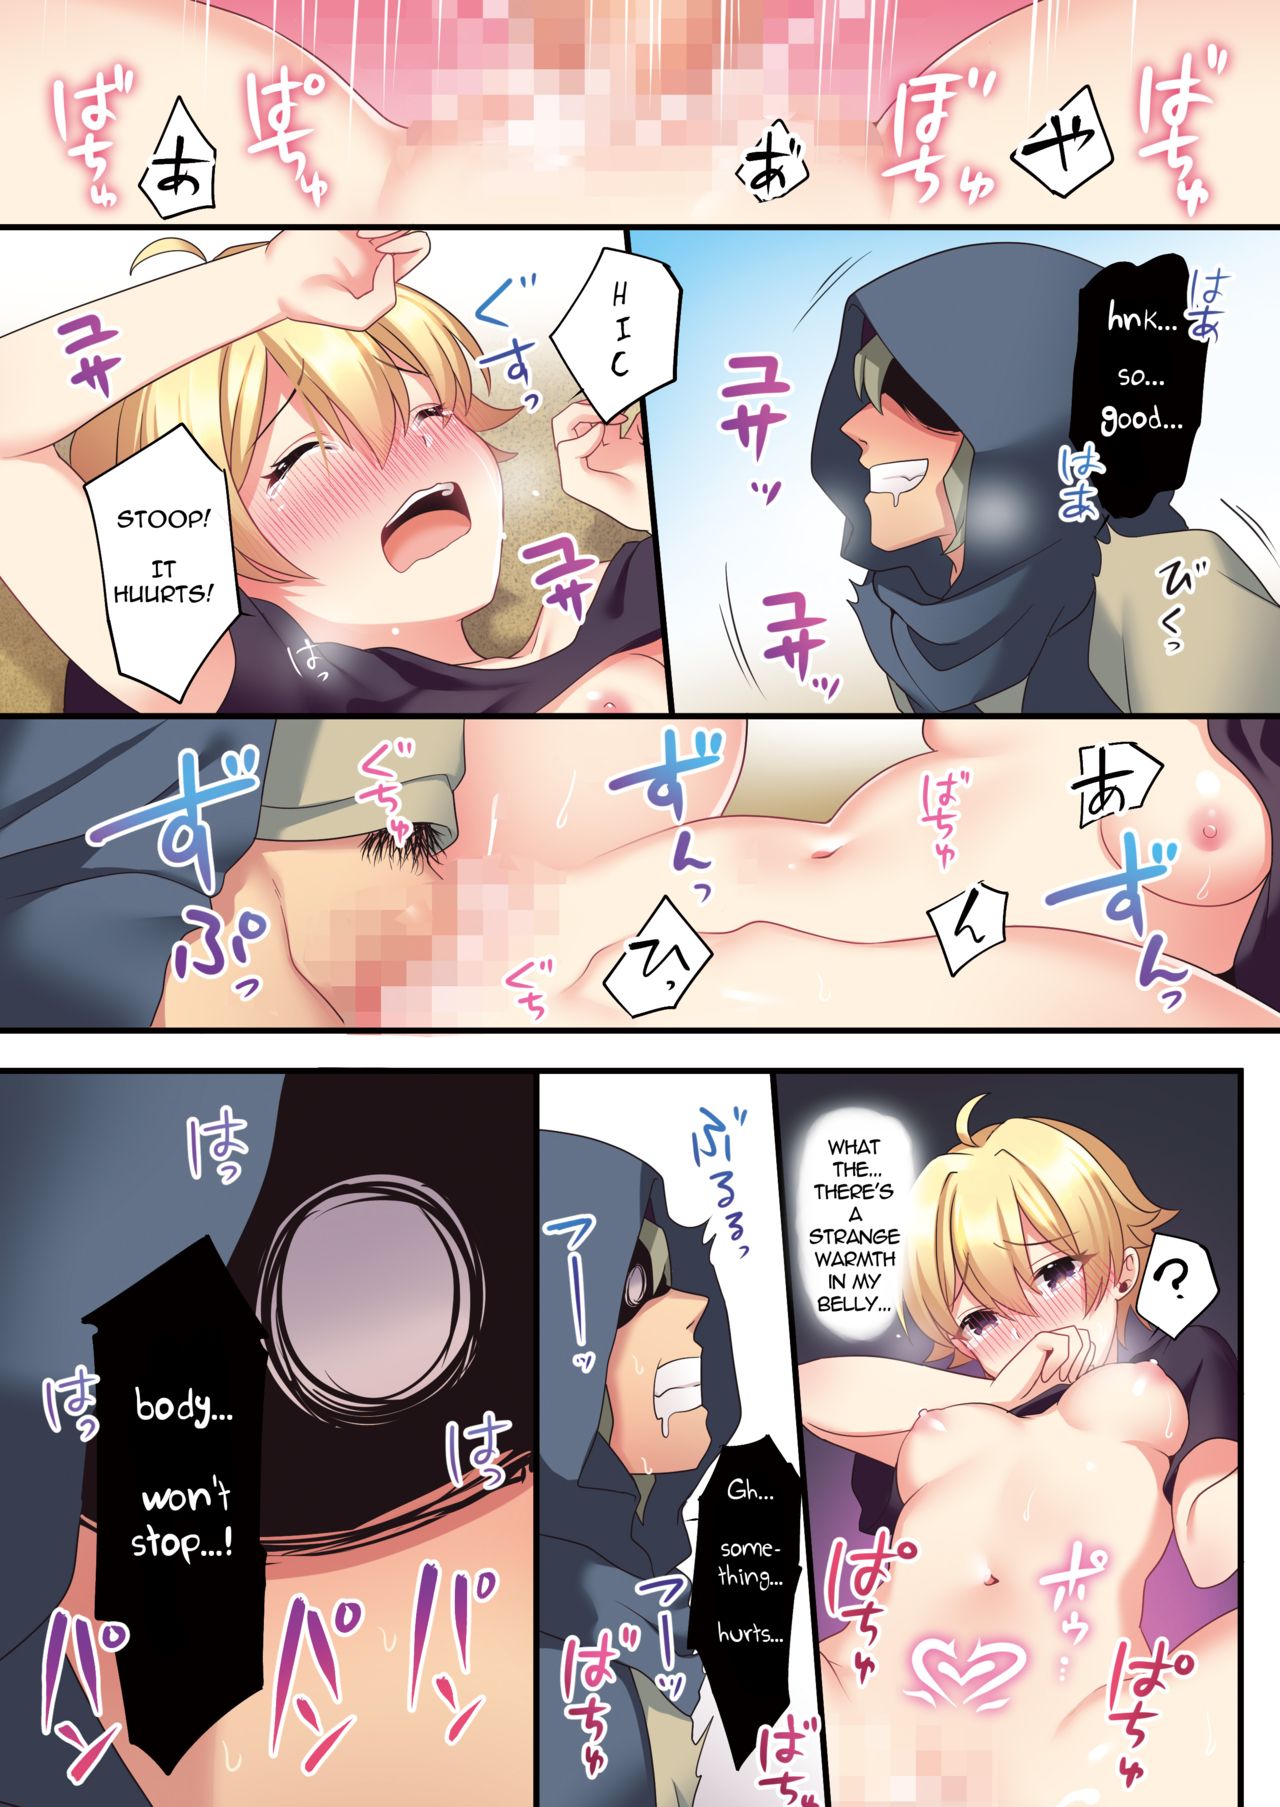 ばちゅ
や
ぼちゅ
お゛
ぱちゅ
あ
ばちゅ
はぁ
hnk...
so...
good...
はぁ
ユサッ
ユサッ
びくっ
HIC
ぐすっ
ユサ
ユサ
STOOP!
IT
HUURTS!
はっ
あ
ずんっ
ばちゅ
ん
ずんっ
ひっ
ぐちゅ
ぐち
ずぷっ
WHAT
THE...
THERE'S
A
STRANGE
WARMTH
IN MY
BELLY...
?
ぱちゅ
ポゥ…
ぱちゅ
ぶるるっ
フーッ
Gh...
some-
thing...
hurts...
フーッ
ばちゅ
ばちゅ
はっ
はっ
はっ
body...
won't
stop...!
パン
パン
パン